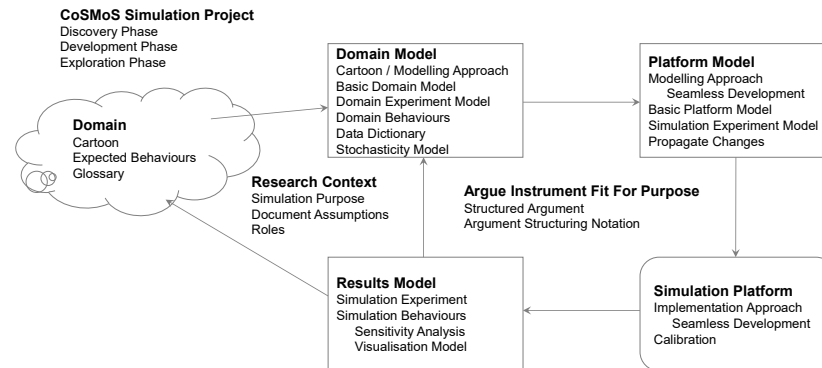 CoSMoS Simulation Project
Discovery Phase
Development Phase
Exploration Phase
Domain
Cartoon
Expected Behaviours
Glossary
Domain Model
Cartoon / Modelling Approach
Basic Domain Model
Domain Experiment Model
Domain Behaviours
Data Dictionary
Stochasticity Model
Platform Model
Modelling Approach
Seamless Development
Basic Platform Model
Simulation Experiment Model
Propagate Changes
Research Context
Simulation Purpose
Document Assumptions
Roles
Argue Instrument Fit For Purpose
Structured Argument
Argument Structuring Notation
Results Model
Simulation Experiment
Simulation Behaviours
Sensitivity Analysis
Visualisation Model
Simulation Platform
Implementation Approach
Seamless Development
Calibration